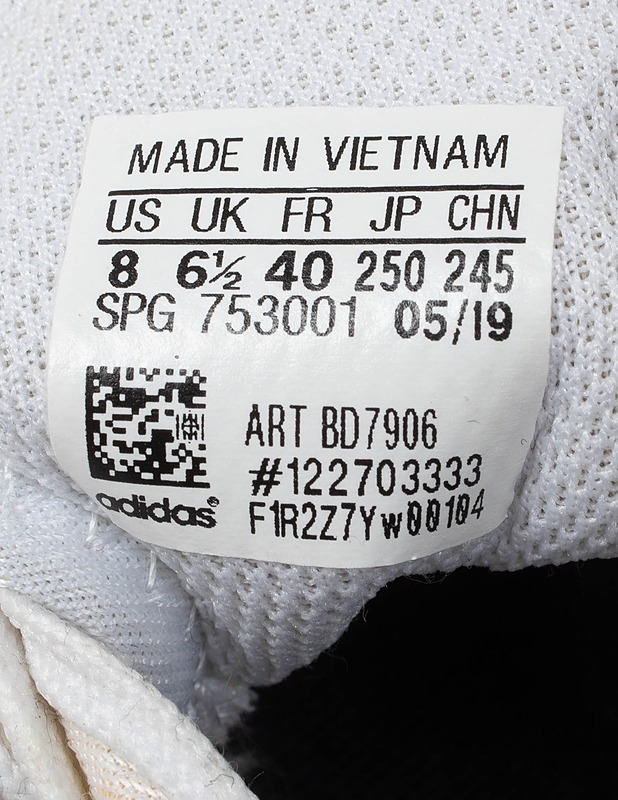 MADE IN VIETNAM
US UK FR JP CHN
8 6½ 40 250 245
SPG 753001 05/19
ART BD7906
#122703333
adidas®
F1R2Z7Yw00104